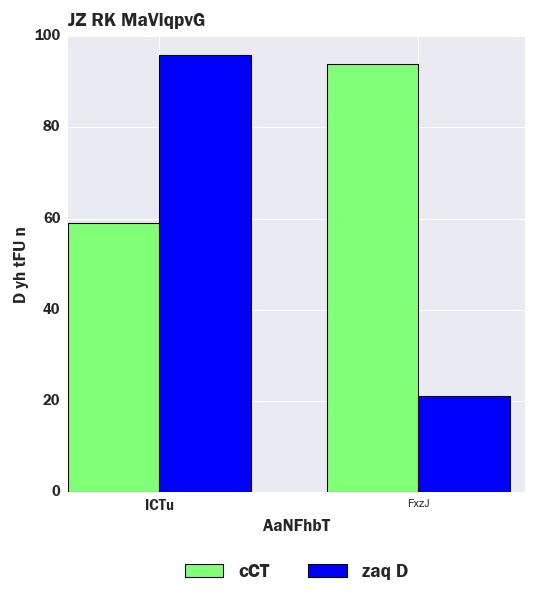 JZ RK MaVlqpvG
100
80
60
40
20
0
D yh tFU n
ICTu
FxzJ
AaNFhbT
cCT
zaq D